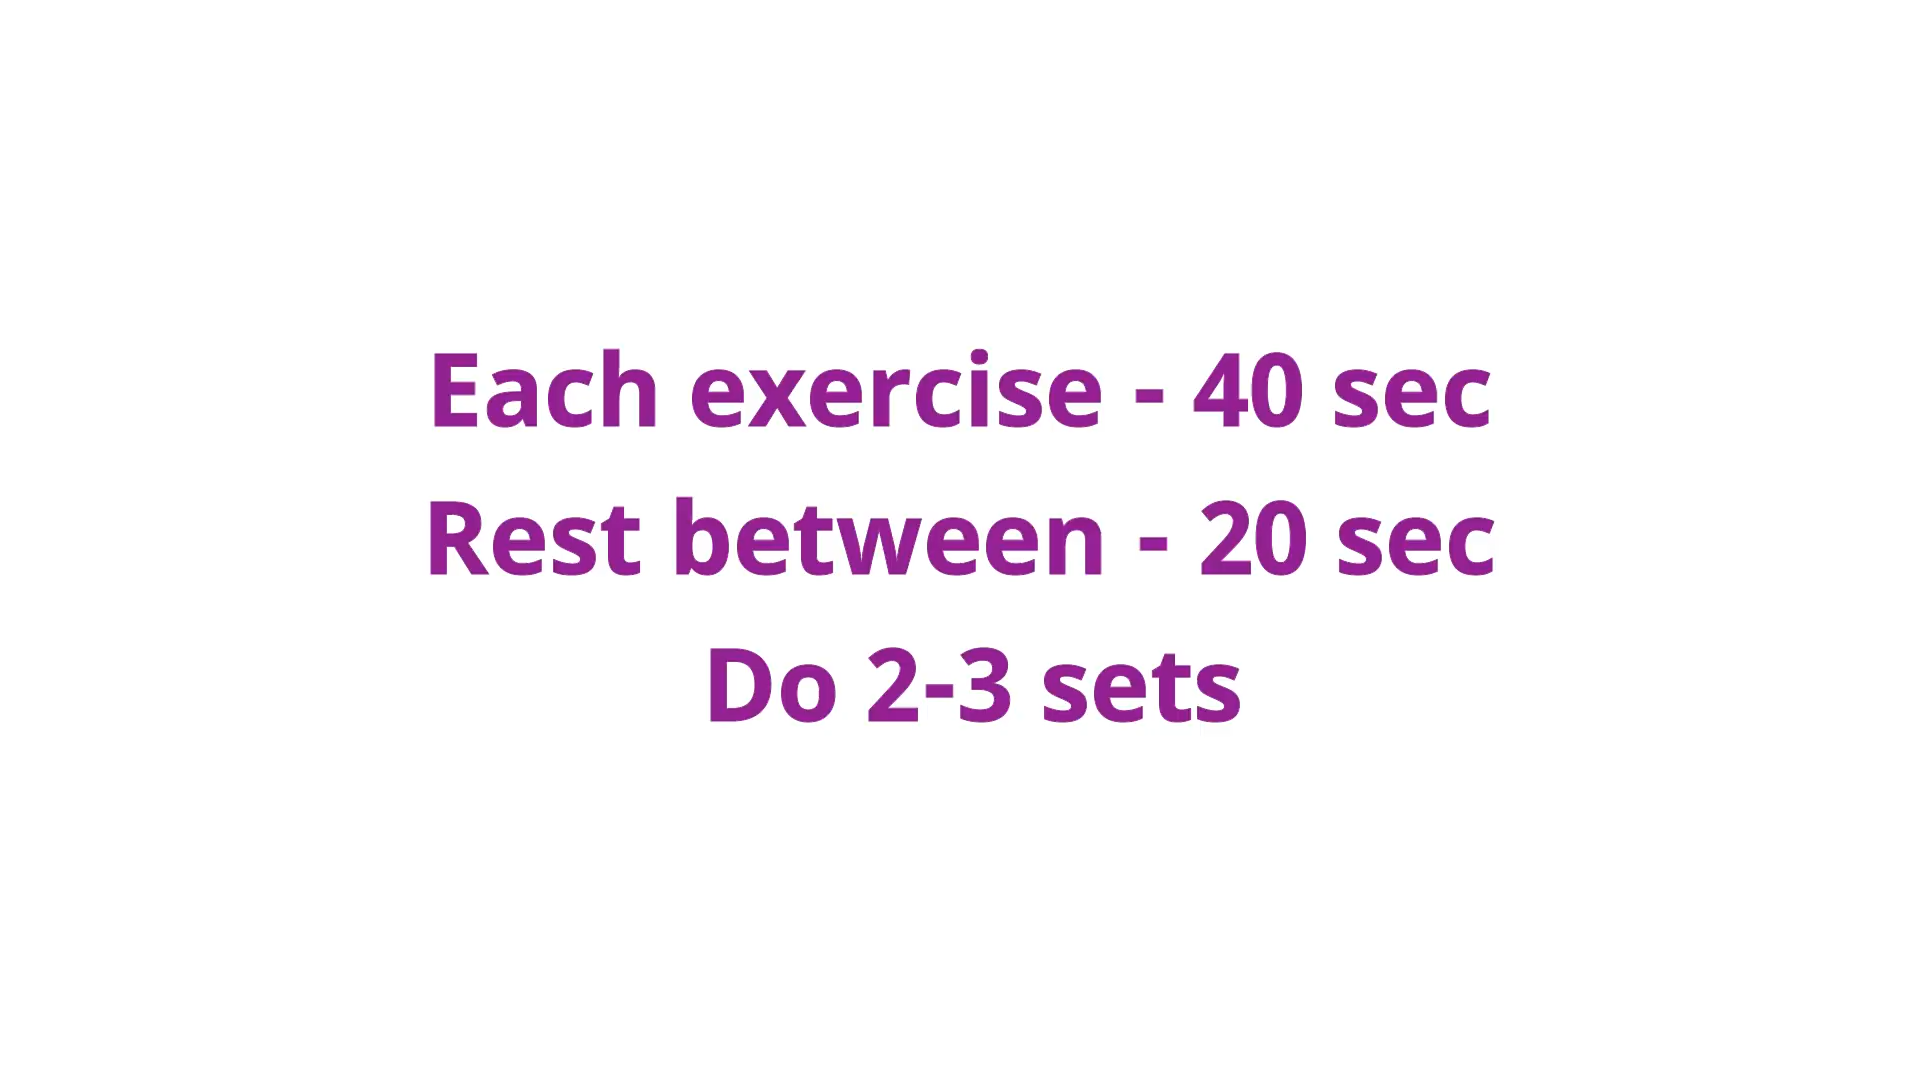 Each exercise - 40 sec
Rest between - 20 sec
Do 2-3 sets